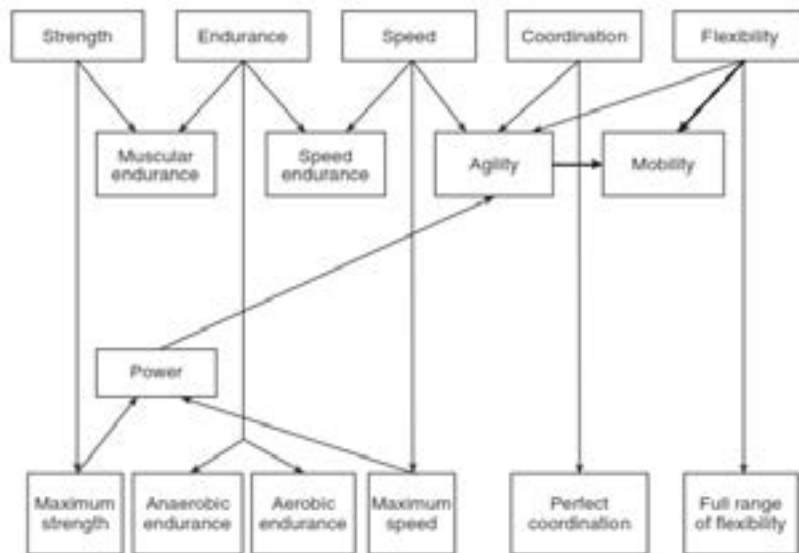 Strength
Endurance
Speed
Coordination
Flexibility
Muscular
endurance
Speed
endurance
Agility
Mobility
Power
Maximum
strength
Anaerobic
endurance
Aerobic
endurance
Maximum
speed
Perfect
coordination
Full range
of flexibility